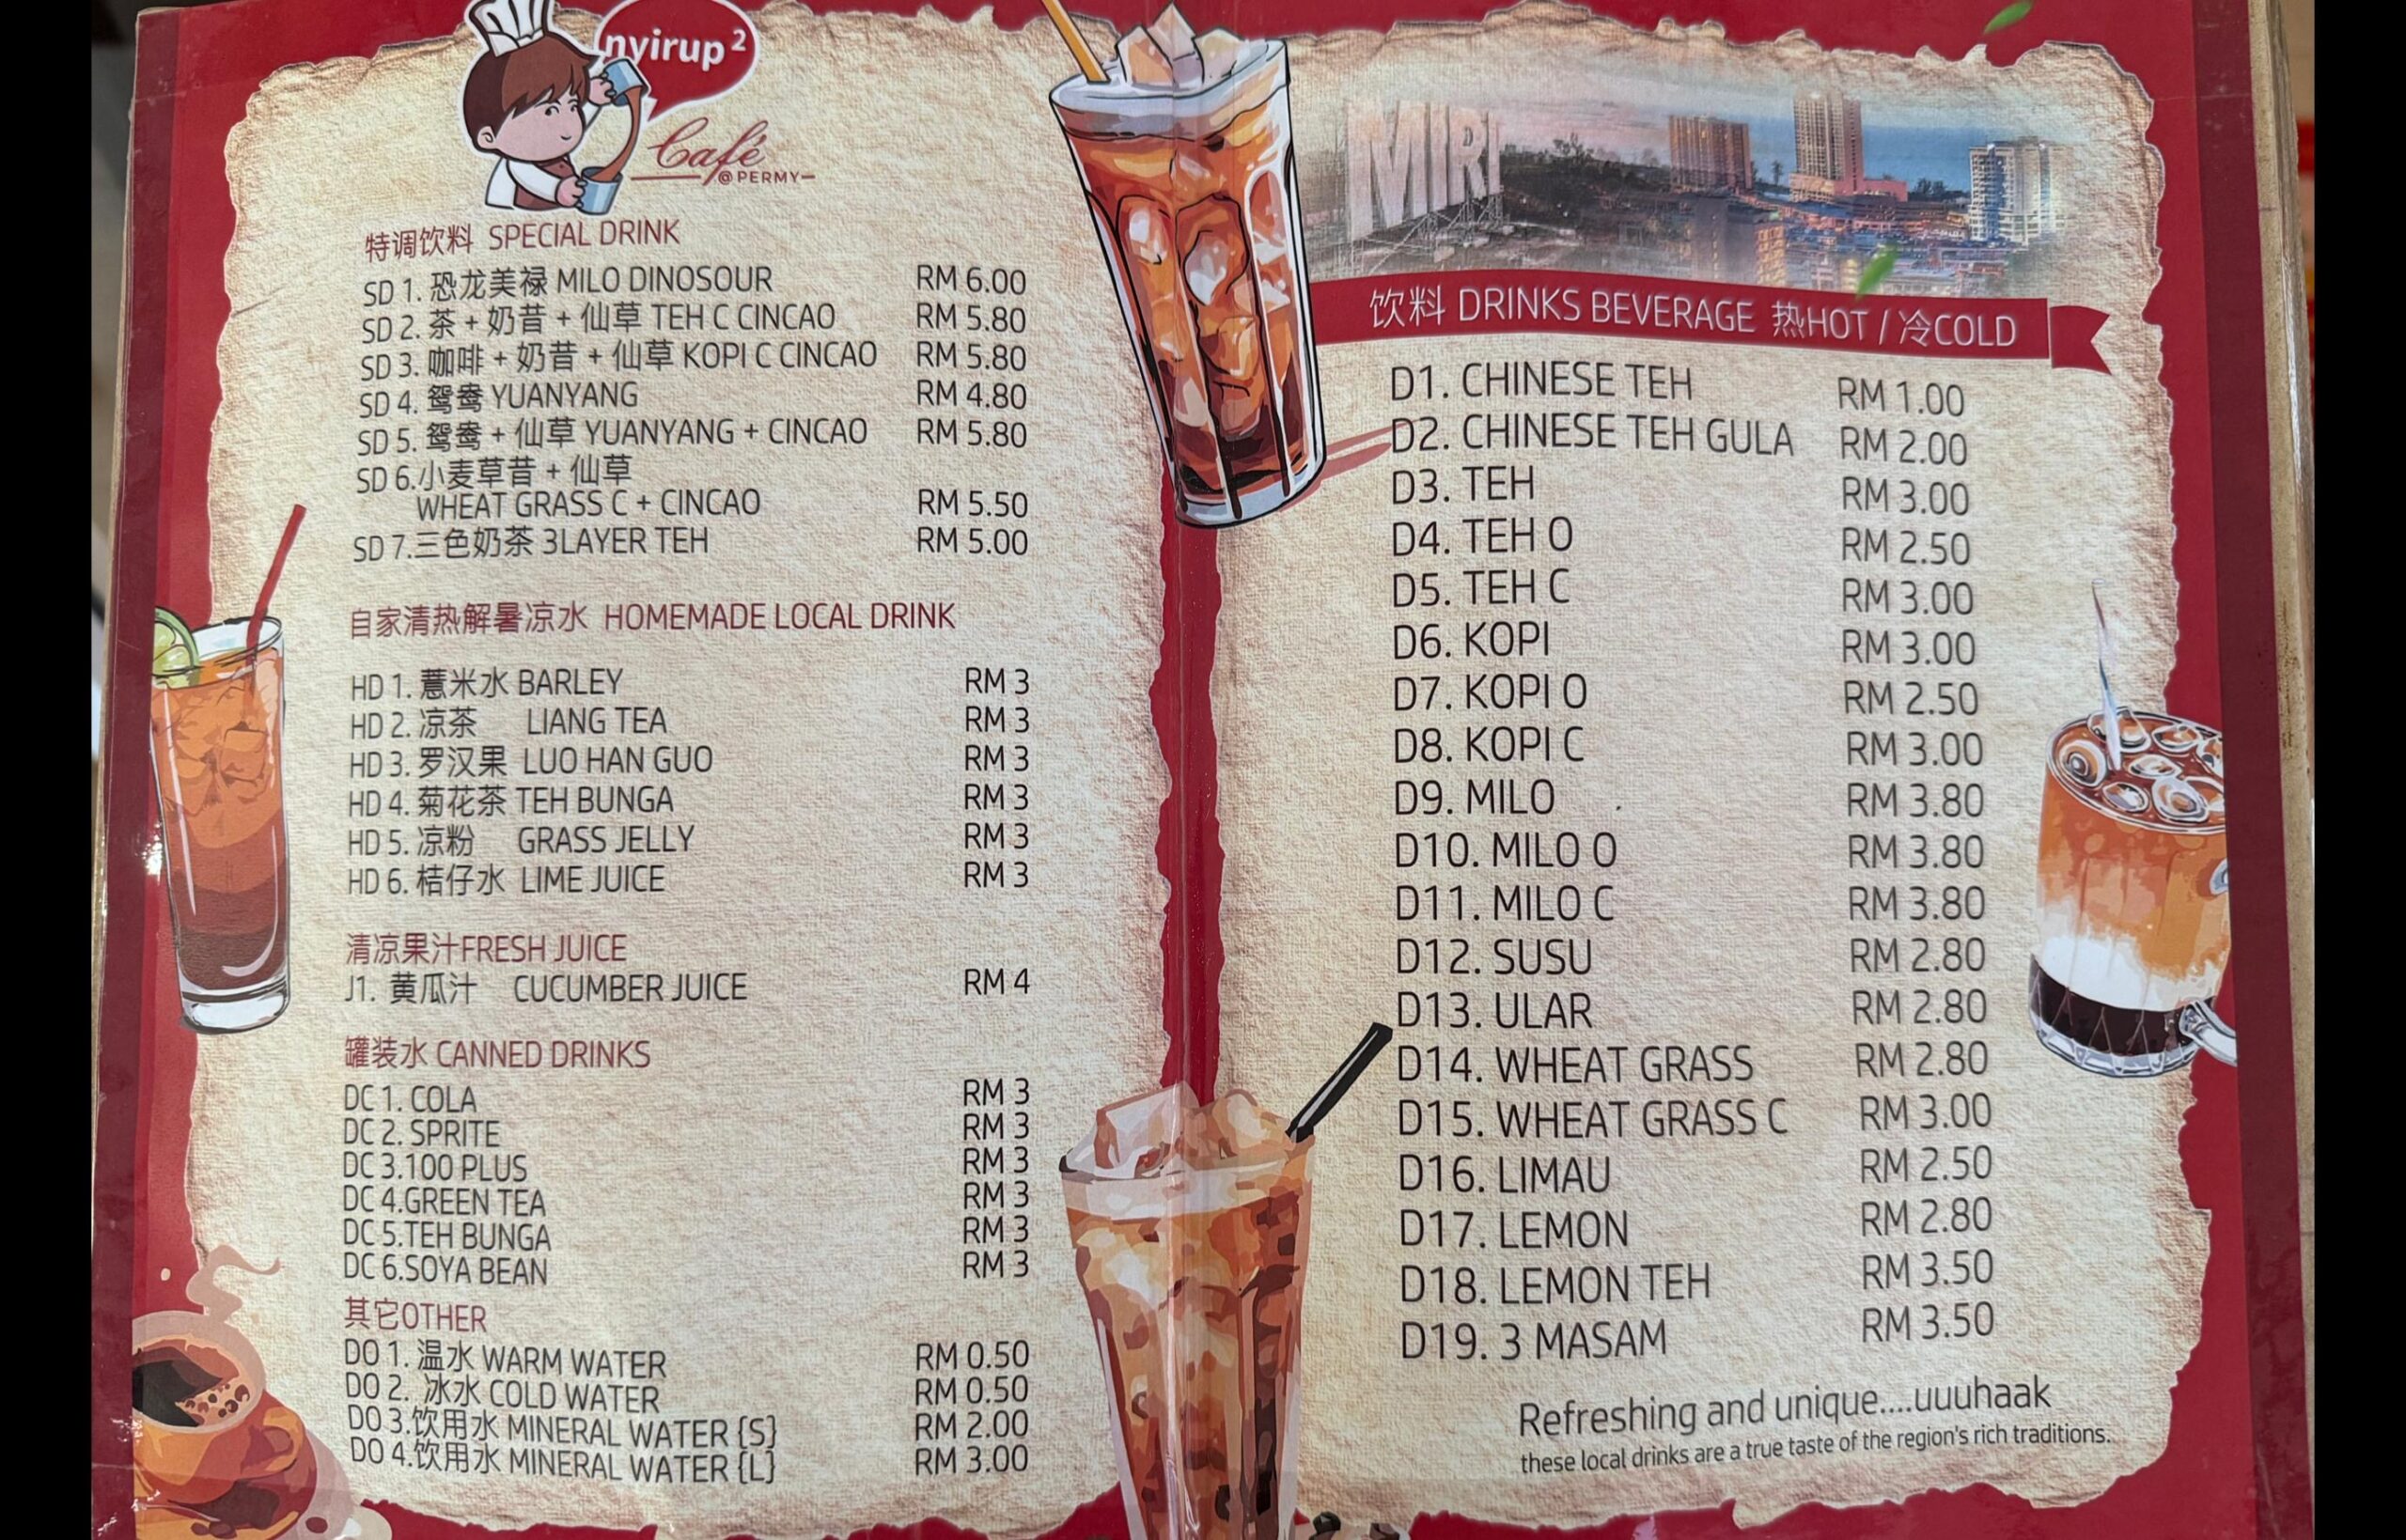 nyirup²
Café
@PERMY
特调饮料 SPECIAL DRINK
SD 1. 恐龙美禄 MILO DINOSOUR RM 6.00
SD 2. 茶 + 奶昔 + 仙草 TEH C CINCAO RM 5.80
SD 3. 咖啡 + 奶昔 + 仙草 KOPI C CINCAO RM 5.80
SD 4. 鸳鸯 YUANYANG RM 4.80
SD 5. 鸳鸯 + 仙草 YUANYANG + CINCAO RM 5.80
SD 6.小麦草昔 + 仙草
WHEAT GRASS C + CINCAO RM 5.50
SD 7.三色奶茶 3LAYER TEH RM 5.00
自家清热解暑凉水 HOMEMADE LOCAL DRINK
HD 1. 薏米水 BARLEY RM 3
HD 2. 凉茶 LIANG TEA RM 3
HD 3. 罗汉果 LUO HAN GUO RM 3
HD 4. 菊花茶 TEH BUNGA RM 3
HD 5. 凉粉 GRASS JELLY RM 3
HD 6. 桔仔水 LIME JUICE RM 3
清凉果汁FRESH JUICE
J1. 黄瓜汁 CUCUMBER JUICE RM 4
罐装水 CANNED DRINKS
DC 1. COLA RM 3
DC 2. SPRITE RM 3
DC 3.100 PLUS RM 3
DC 4.GREEN TEA RM 3
DC 5.TEH BUNGA RM 3
DC 6.SOYA BEAN RM 3
其它OTHER
DO 1. 温水 WARM WATER RM 0.50
DO 2. 冰水 COLD WATER RM 0.50
DO 3.饮用水 MINERAL WATER {S} RM 2.00
DO 4.饮用水 MINERAL WATER {L} RM 3.00
MIRI
饮料 DRINKS BEVERAGE 热HOT / 冷COLD
D1. CHINESE TEH RM 1.00
D2. CHINESE TEH GULA RM 2.00
D3. TEH RM 3.00
D4. TEH O RM 2.50
D5. TEH C RM 3.00
D6. KOPI RM 3.00
D7. KOPI O RM 2.50
D8. KOPI C RM 3.00
D9. MILO RM 3.80
D10. MILO O RM 3.80
D11. MILO C RM 3.80
D12. SUSU RM 2.80
D13. ULAR RM 2.80
D14. WHEAT GRASS RM 2.80
D15. WHEAT GRASS C RM 3.00
D16. LIMAU RM 2.50
D17. LEMON RM 2.80
D18. LEMON TEH RM 3.50
D19. 3 MASAM RM 3.50
Refreshing and unique....uuuhaak
these local drinks are a true taste of the region's rich traditions.